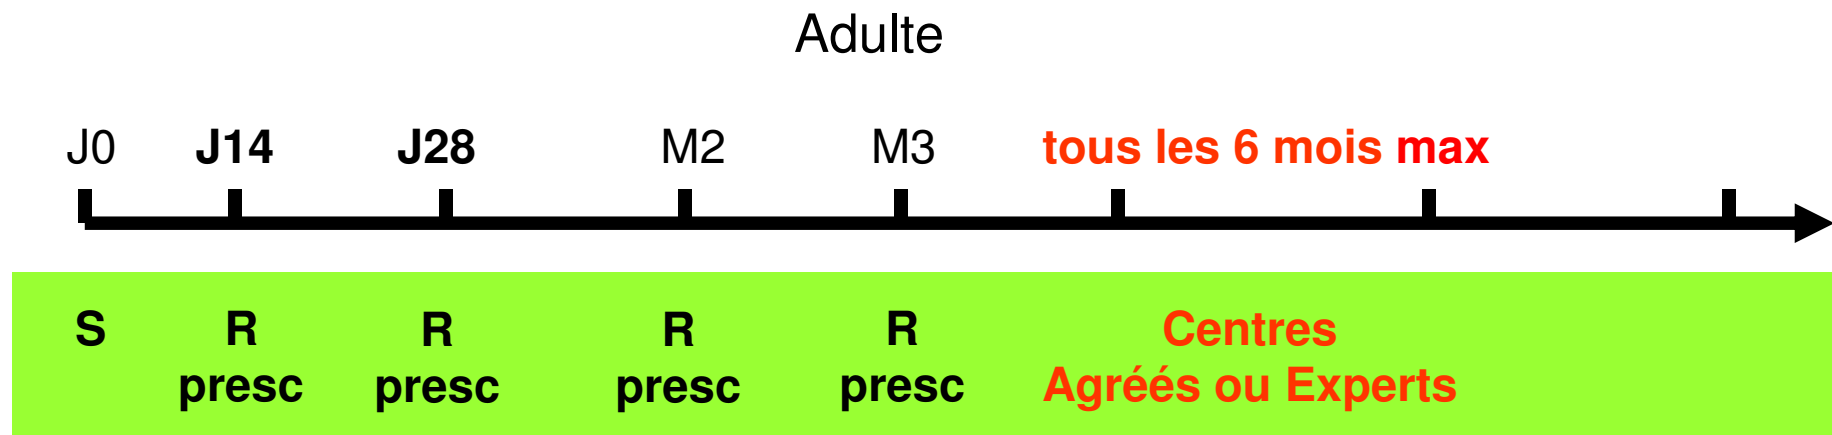 Adulte
J0 J14 J28 M2 M3 tous les 6 mois max
S R R R R Centres
presc presc presc presc Agréés ou Experts